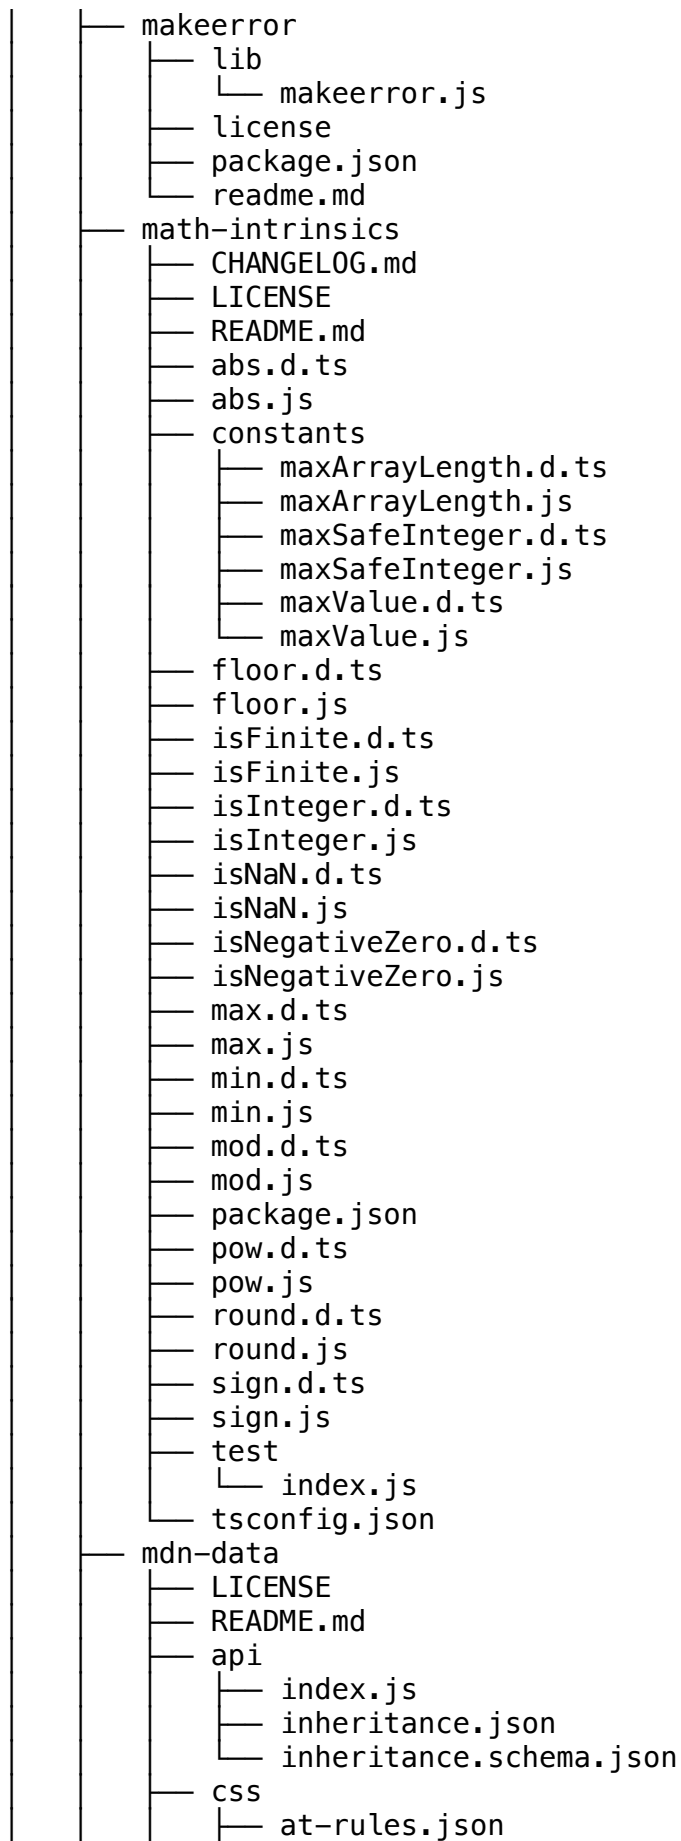 │   ├── makeerror
│   │   ├── lib
│   │   │   └── makeerror.js
│   │   ├── license
│   │   ├── package.json
│   │   └── readme.md
│   ├── math-intrinsics
│   │   ├── CHANGELOG.md
│   │   ├── LICENSE
│   │   ├── README.md
│   │   ├── abs.d.ts
│   │   ├── abs.js
│   │   ├── constants
│   │   │   ├── maxArrayLength.d.ts
│   │   │   ├── maxArrayLength.js
│   │   │   ├── maxSafeInteger.d.ts
│   │   │   ├── maxSafeInteger.js
│   │   │   ├── maxValue.d.ts
│   │   │   └── maxValue.js
│   │   ├── floor.d.ts
│   │   ├── floor.js
│   │   ├── isFinite.d.ts
│   │   ├── isFinite.js
│   │   ├── isInteger.d.ts
│   │   ├── isInteger.js
│   │   ├── isNaN.d.ts
│   │   ├── isNaN.js
│   │   ├── isNegativeZero.d.ts
│   │   ├── isNegativeZero.js
│   │   ├── max.d.ts
│   │   ├── max.js
│   │   ├── min.d.ts
│   │   ├── min.js
│   │   ├── mod.d.ts
│   │   ├── mod.js
│   │   ├── package.json
│   │   ├── pow.d.ts
│   │   ├── pow.js
│   │   ├── round.d.ts
│   │   ├── round.js
│   │   ├── sign.d.ts
│   │   ├── sign.js
│   │   ├── test
│   │   │   └── index.js
│   │   └── tsconfig.json
│   ├── mdn-data
│   │   ├── LICENSE
│   │   ├── README.md
│   │   ├── api
│   │   │   ├── index.js
│   │   │   ├── inheritance.json
│   │   │   └── inheritance.schema.json
│   │   ├── css
│   │   │   ├── at-rules.json